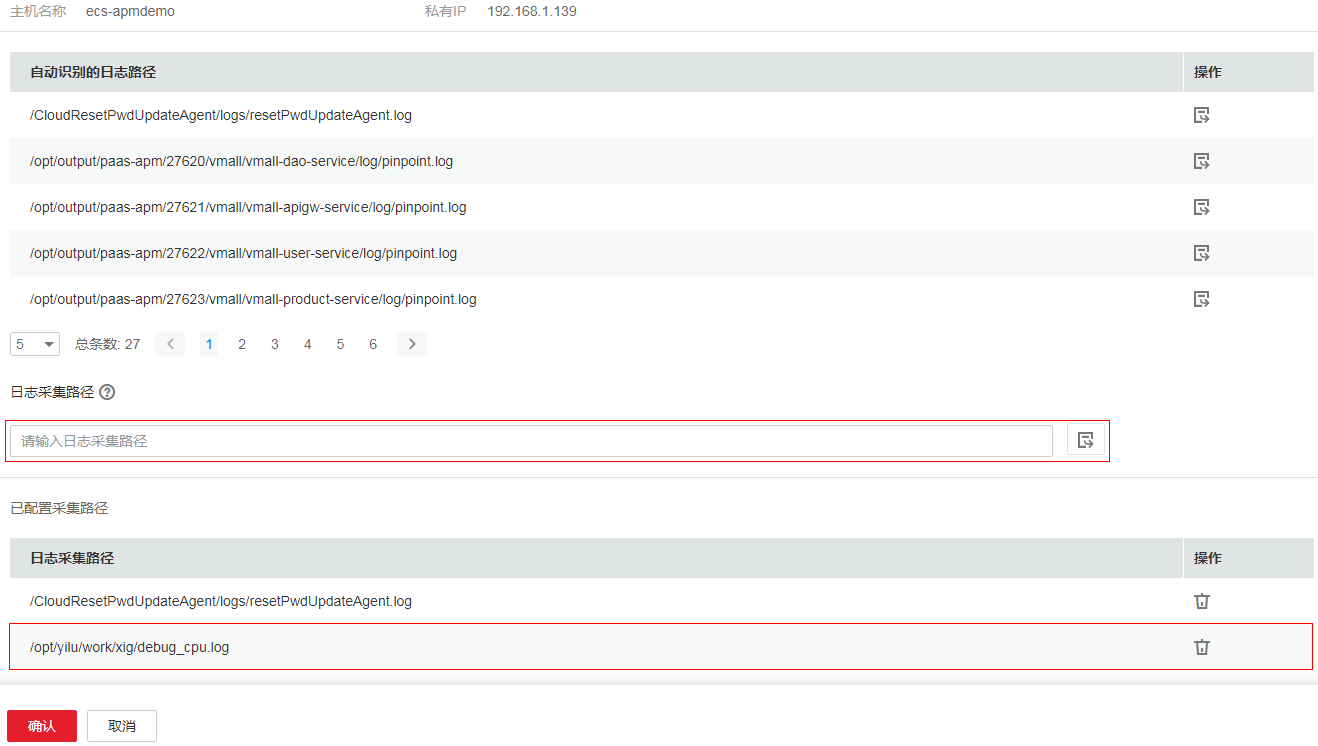 主机名称 ecs-apmdemo 私有IP 192.168.1.139
自动识别的日志路径 操作
/CloudResetPwdUpdateAgent/logs/resetPwdUpdateAgent.log
/opt/output/paas-apm/27620/vmall/vmall-dao-service/log/pinpoint.log
/opt/output/paas-apm/27621/vmall/vmall-apigw-service/log/pinpoint.log
/opt/output/paas-apm/27622/vmall/vmall-user-service/log/pinpoint.log
/opt/output/paas-apm/27623/vmall/vmall-product-service/log/pinpoint.log
5 总条数: 27 < 1 2 3 4 5 6 >
日志采集路径 ?
请输入日志采集路径
已配置采集路径
日志采集路径 操作
/CloudResetPwdUpdateAgent/logs/resetPwdUpdateAgent.log
/opt/yilu/work/xig/debug_cpu.log
确认 取消